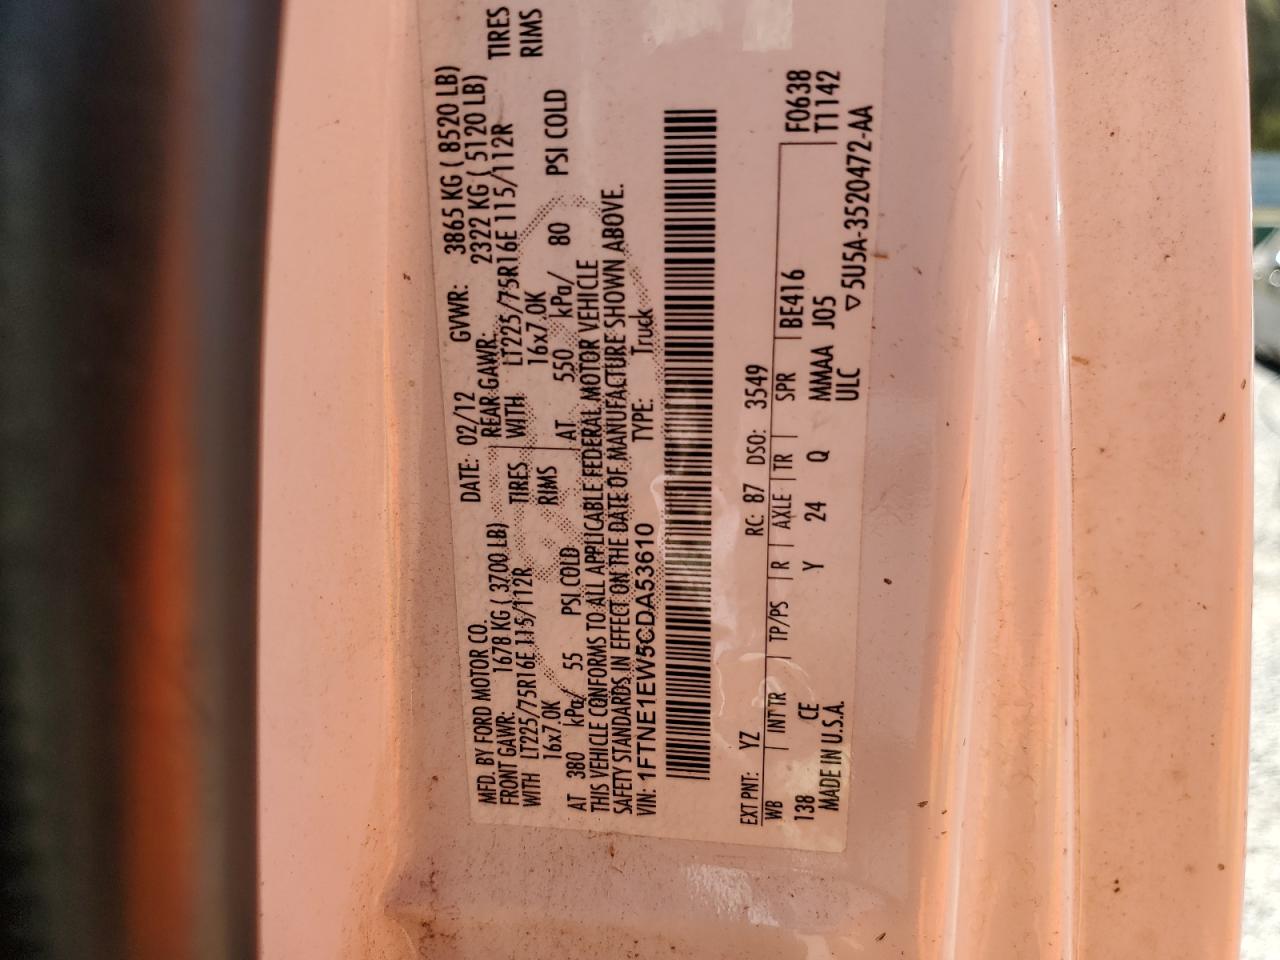 MFD. BY FORD MOTOR CO.
DATE: 02/12 GVWR: 3865 KG ( 8520 LB)
FRONT GAWR: 1678 KG ( 3700 LB) REAR GAWR: 2322 KG ( 5120 LB)
WITH LT225/75R16E 115/112R TIRES WITH LT225/75R16E 115/112R TIRES
16x7.0K RIMS 16x7.0K RIMS
AT 380 kPa/ 55 PSI COLD AT 550 kPa/ 80 PSI COLD
THIS VEHICLE CONFORMS TO ALL APPLICABLE FEDERAL MOTOR VEHICLE
SAFETY STANDARDS IN EFFECT ON THE DATE OF MANUFACTURE SHOWN ABOVE.
VIN: 1FTNE1EW5CDA53610 TYPE: Truck
EXT PNT: YZ RC: 87 DSO: 3549
WB INT TR TP/PS R AXLE TR SPR BE416 F0638
138 CE Y 24 Q MMAA J05 T1142
MADE IN U.S.A. ULC ▽5U5A-3520472-AA